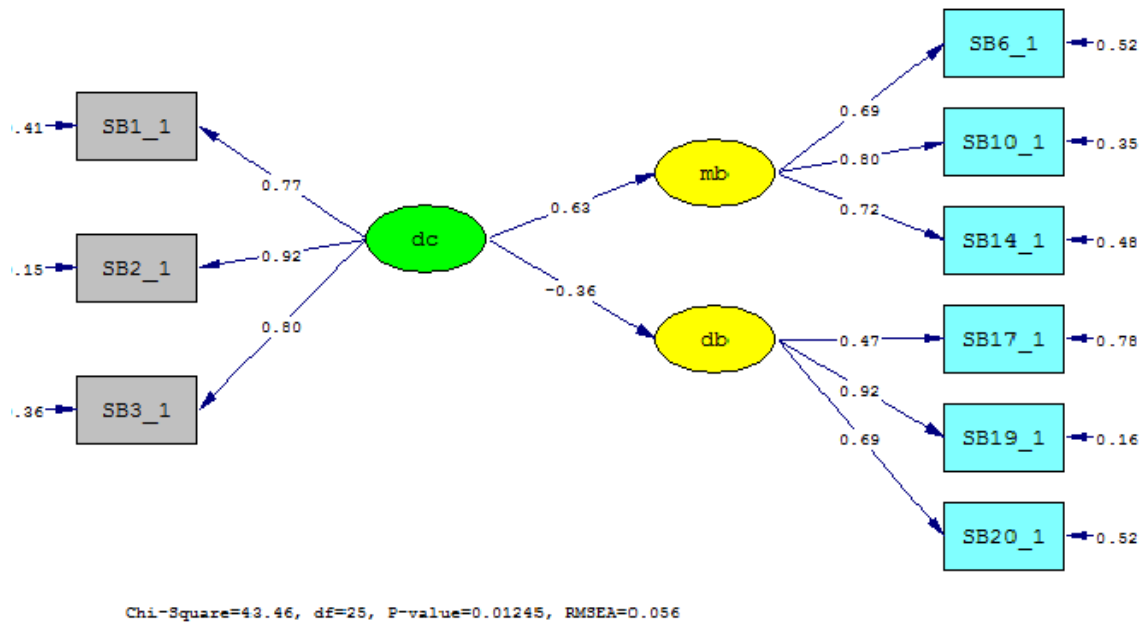 SB6_1
0.52
SB1_1
.41
0.69
SB10_1
0.35
0.77
mb
0.80
0.63
0.72
dc
SB14_1
0.48
SB2_1
.15
0.92
-0.36
0.80
db
0.47
SB17_1
0.78
0.92
SB3_1
.36
0.69
SB19_1
0.16
SB20_1
0.52
Chi-Square=43.46, df=25, P-value=0.01245, RMSEA=0.056